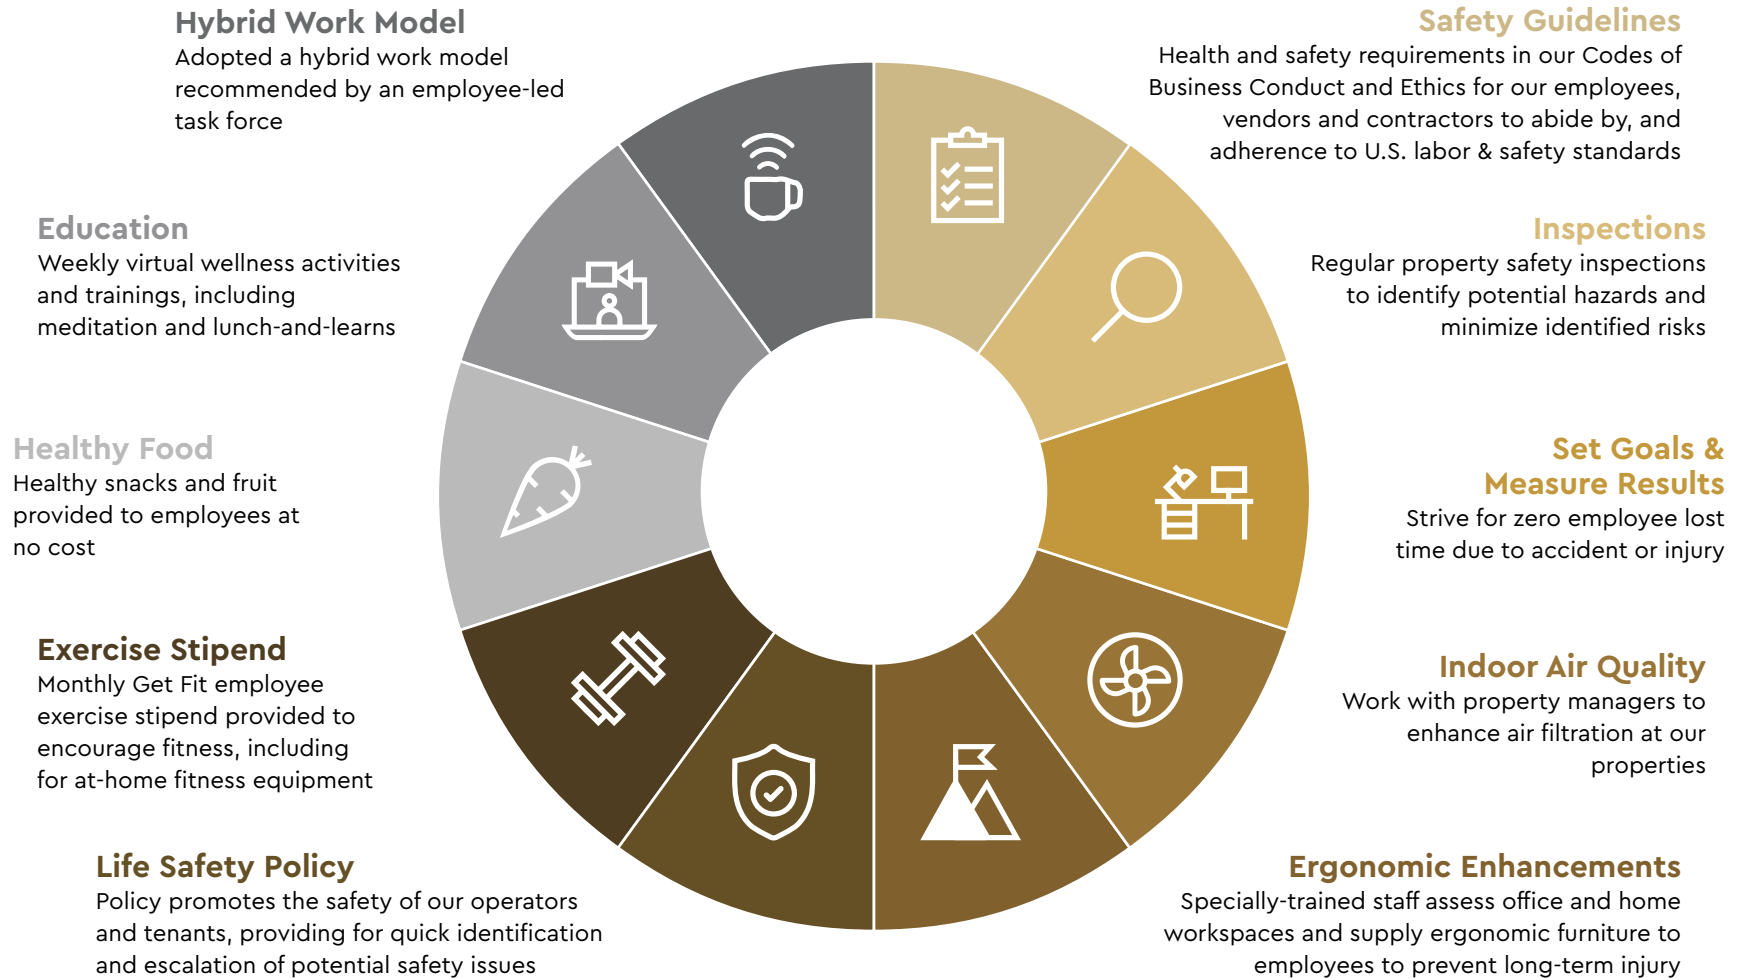 Hybrid Work Model
Adopted a hybrid work model
recommended by an employee-led
task force
Safety Guidelines
Health and safety requirements in our Codes of
Business Conduct and Ethics for our employees,
vendors and contractors to abide by, and
adherence to U.S. labor & safety standards
Education
Weekly virtual wellness activities
and trainings, including
meditation and lunch-and-learns
Inspections
Regular property safety inspections
to identify potential hazards and
minimize identified risks
Healthy Food
Healthy snacks and fruit
provided to employees at
no cost
Set Goals &
Measure Results
Strive for zero employee lost
time due to accident or injury
Exercise Stipend
Monthly Get Fit employee
exercise stipend provided to
encourage fitness, including
for at-home fitness equipment
Indoor Air Quality
Work with property managers to
enhance air filtration at our
properties
Life Safety Policy
Policy promotes the safety of our operators
and tenants, providing for quick identification
and escalation of potential safety issues
Ergonomic Enhancements
Specially-trained staff assess office and home
workspaces and supply ergonomic furniture to
employees to prevent long-term injury